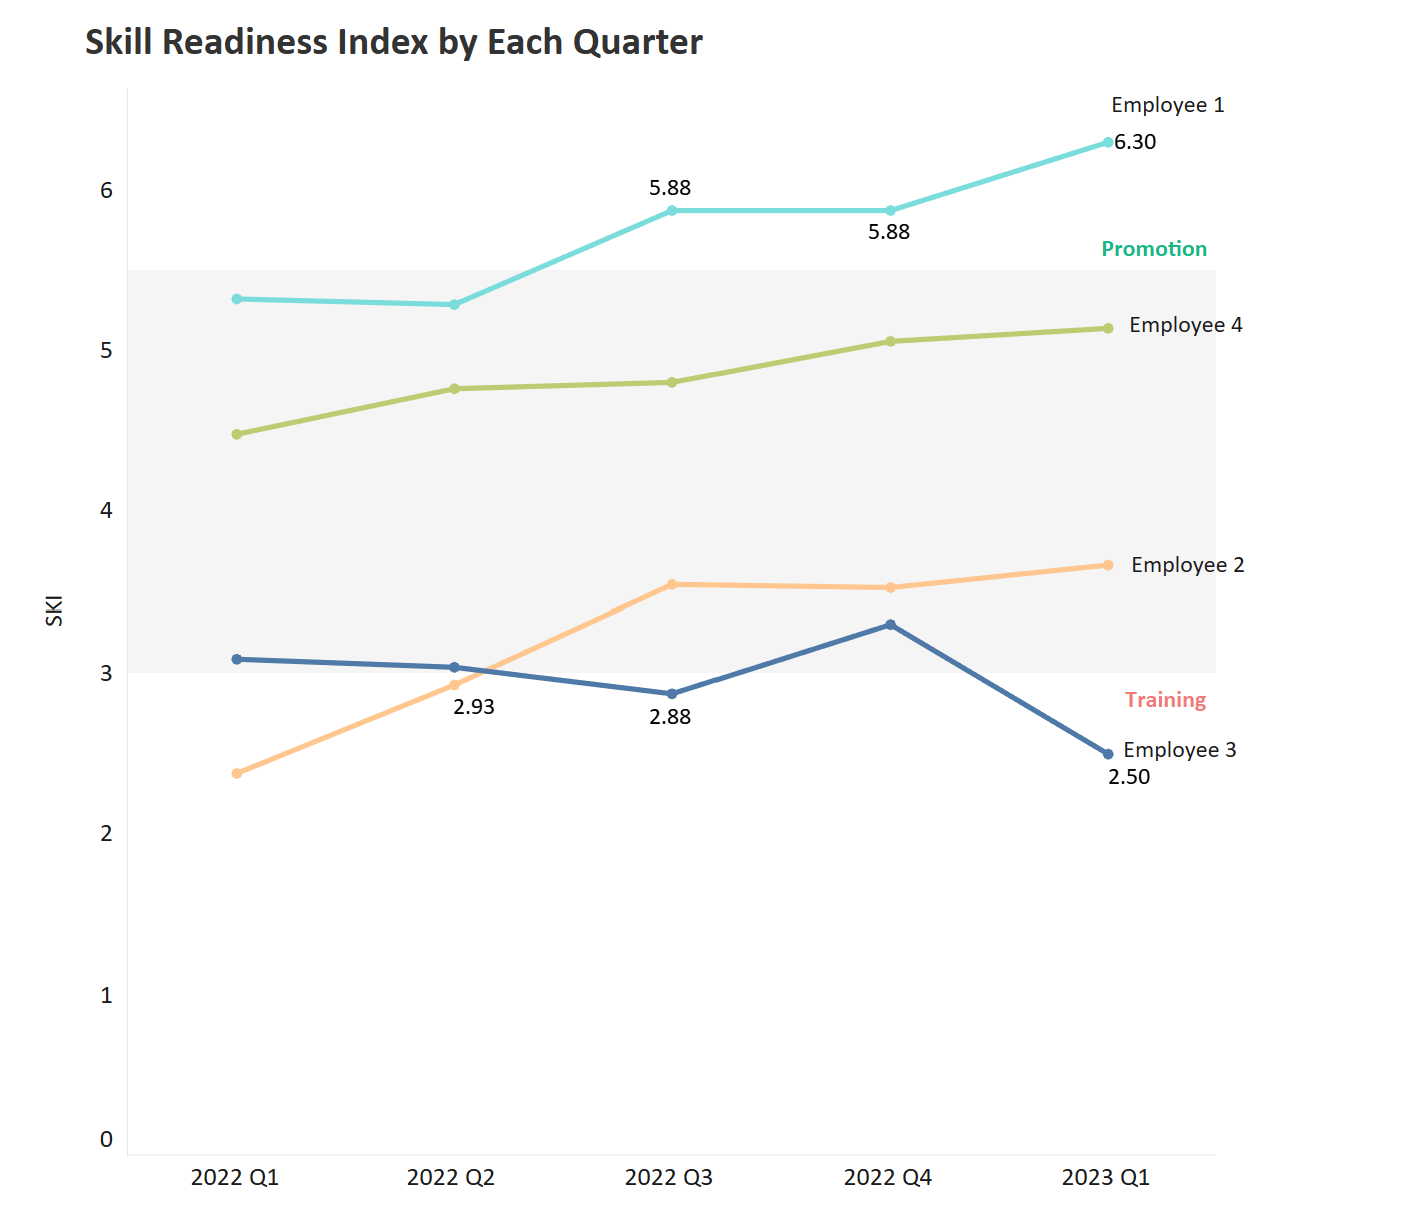 Skill Readiness Index by Each Quarter
Employee 1
6.30
6
5.88
5.88
Promotion
5
Employee 4
4
Employee 2
SKI
3
Training
2.93
2.88
Employee 3
2.50
2
1
0
2022 Q1
2022 Q2
2022 Q3
2022 Q4
2023 Q1